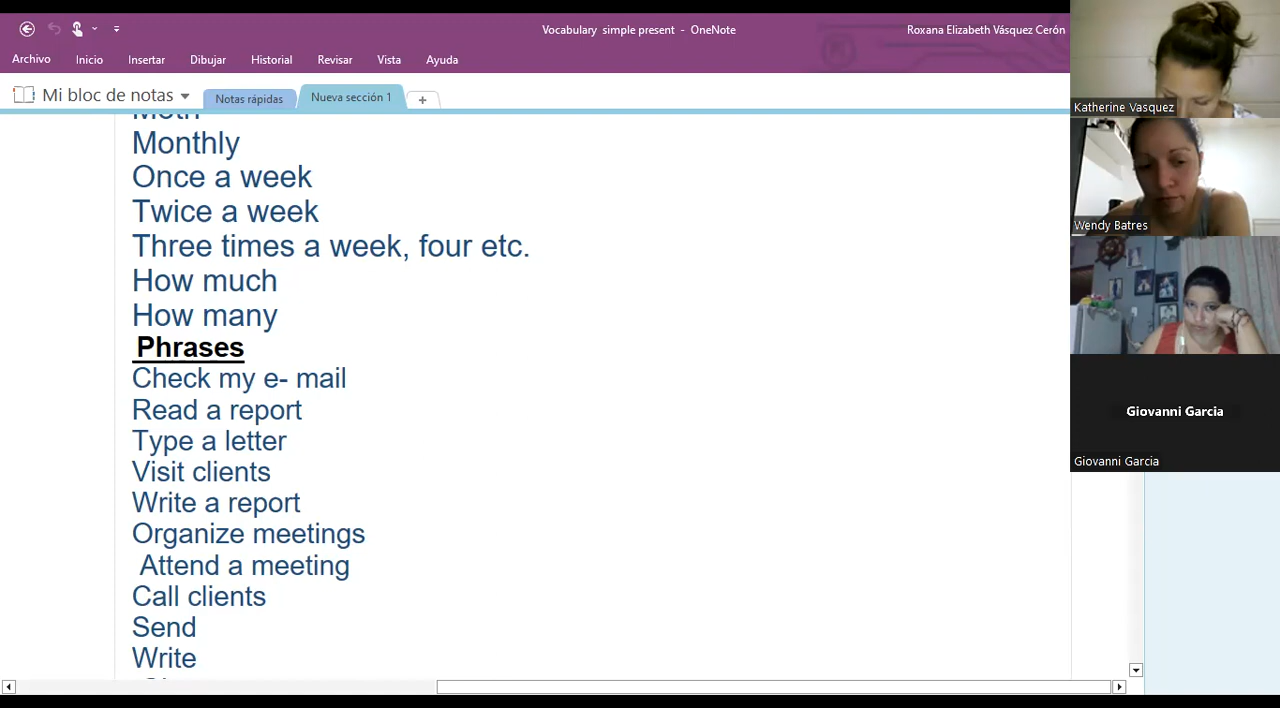 Vocabulary simple present - OneNote
Roxana Elizabeth Vásquez Cerón
Archivo Inicio Insertar Dibujar Historial Revisar Vista Ayuda
Mi bloc de notas Notas rápidas Nueva sección 1
Monthly
Once a week
Twice a week
Three times a week, four etc.
How much
How many
Phrases
Check my e- mail
Read a report
Type a letter
Visit clients
Write a report
Organize meetings
Attend a meeting
Call clients
Send
Write
Katherine Vasquez
Wendy Batres
Giovanni Garcia
Giovanni Garcia